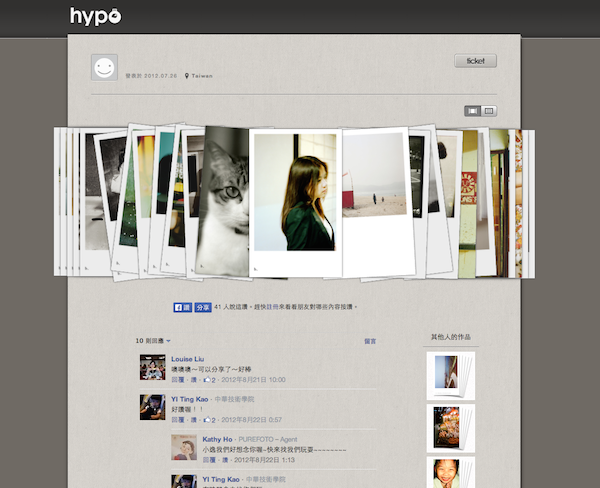 hypo
發表於 2012.07.26 Taiwan
ticket
讚 分享 41 人說這讚。趕快註冊來看看朋友對哪些內容按讚。
10 則回應
留言
其他人的作品
Louise Liu
噢噢噢～可以分享了～好棒
回覆 · 讚 · 2 · 2012年8月21日 10:00
YI Ting Kao · 中華技術學院
好讚喔！！
回覆 · 讚 · 2 · 2012年8月22日 0:57
Kathy Ho · PUREFOTO – Agent
小逸我們好想念你喔~快來找我們玩耍~~~~~~~~
回覆 · 讚 · 2012年8月22日 1:13
YI Ting Kao · 中華技術學院